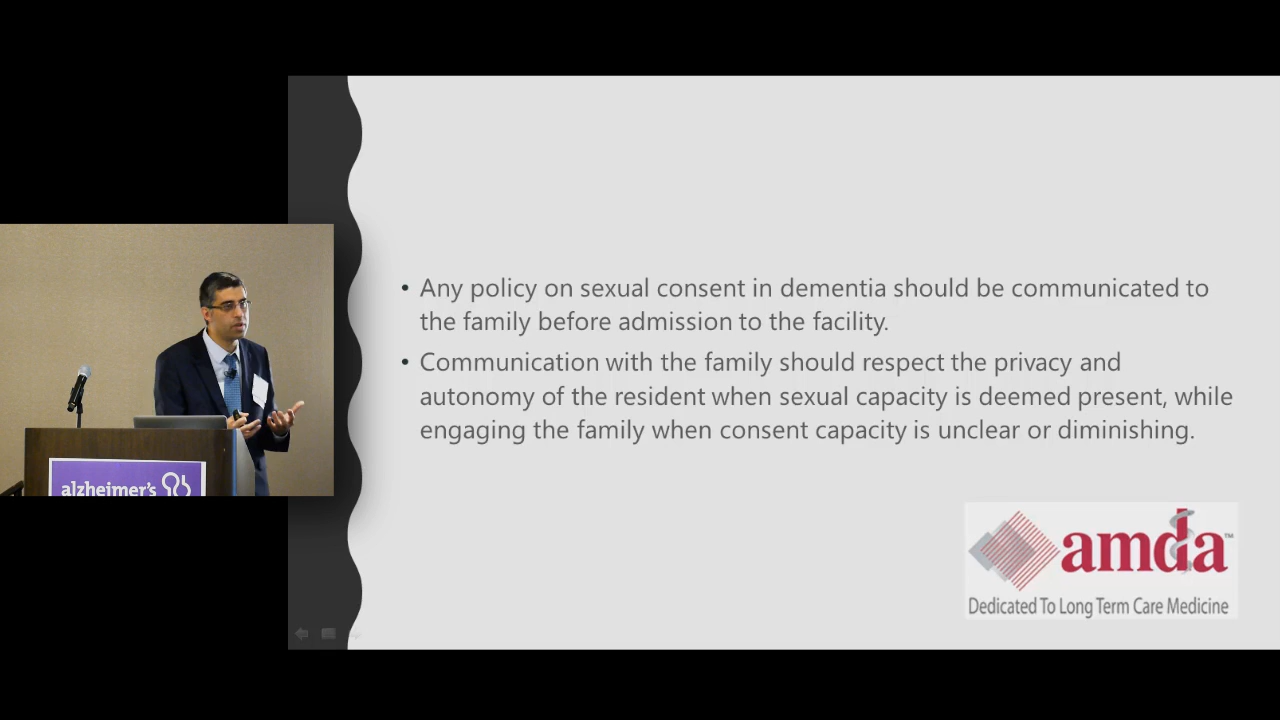 • Any policy on sexual consent in dementia should be communicated to
the family before admission to the facility.
• Communication with the family should respect the privacy and
autonomy of the resident when sexual capacity is deemed present, while
engaging the family when consent capacity is unclear or diminishing.
alzheimer's
amda™
Dedicated To Long Term Care Medicine